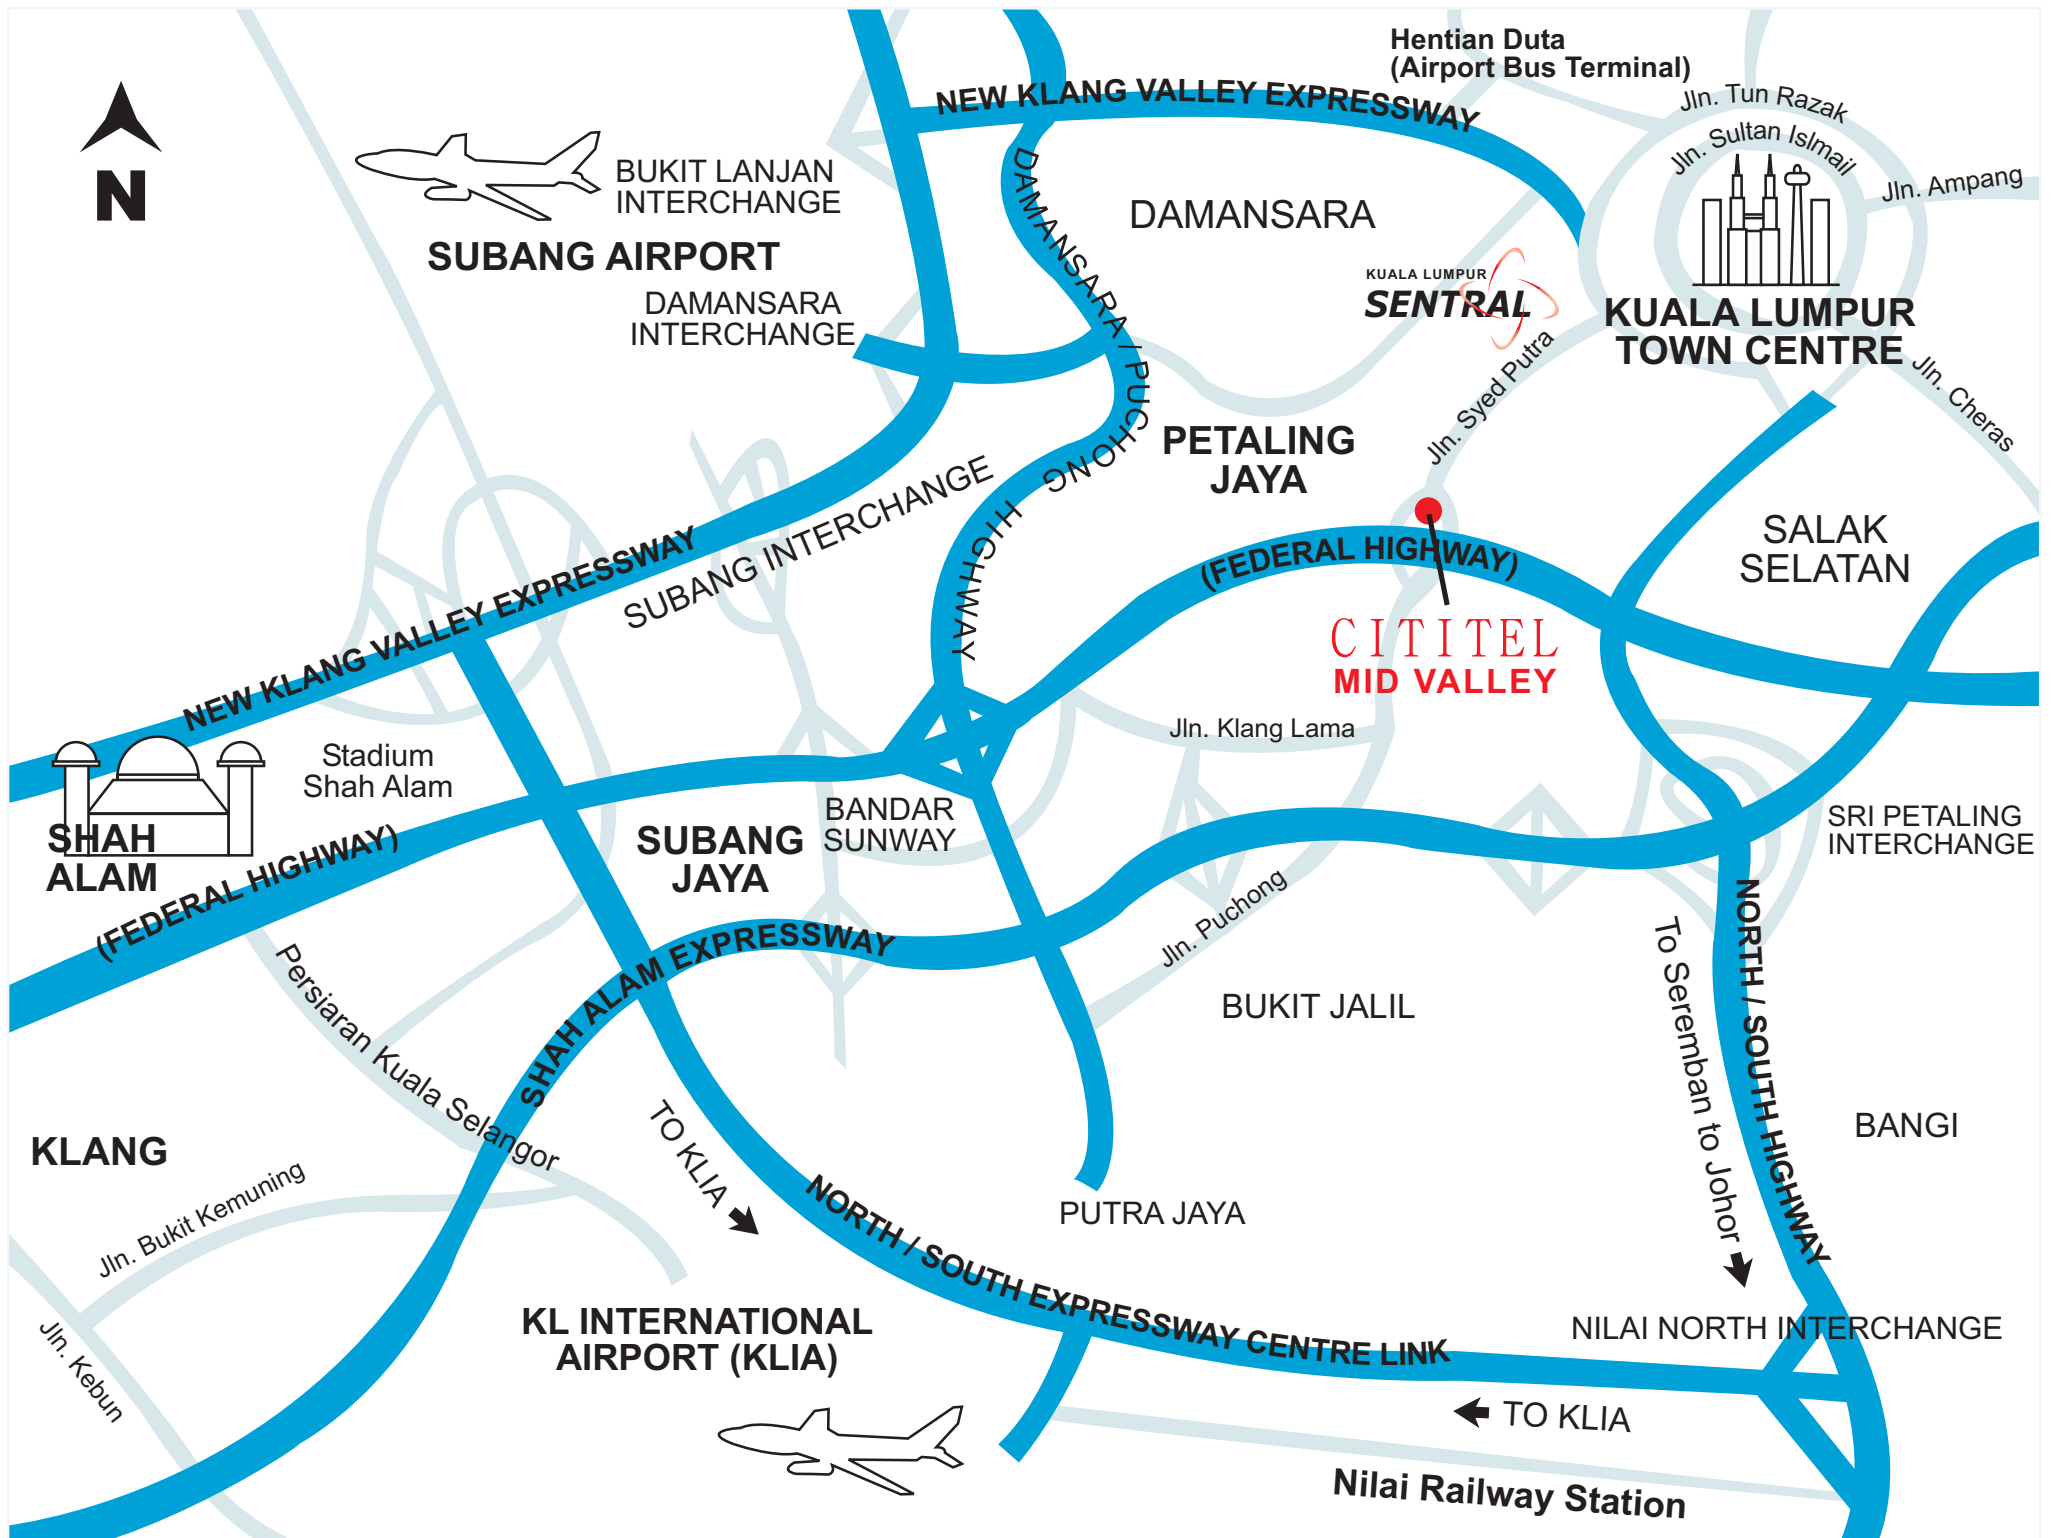 Hentian Duta
(Airport Bus Terminal)
NEW KLANG VALLEY EXPRESSWAY
Jln. Tun Razak
Jln. Sultan Islmail
Jln. Ampang
N
BUKIT LANJAN
INTERCHANGE
SUBANG AIRPORT
DAMANSARA
INTERCHANGE
DAMANSARA / PUCHONG HIGHWAY
DAMANSARA
KUALA LUMPUR
SENTRAL
KUALA LUMPUR
TOWN CENTRE
Jln. Syed Putra
Jln. Cheras
PETALING
JAYA
SALAK
SELATAN
NEW KLANG VALLEY EXPRESSWAY
SUBANG INTERCHANGE
(FEDERAL HIGHWAY)
CITITEL
MID VALLEY
Jln. Klang Lama
Stadium
Shah Alam
SHAH
ALAM
(FEDERAL HIGHWAY)
SUBANG
JAYA
BANDAR
SUNWAY
SRI PETALING
INTERCHANGE
Jln. Puchong
SHAH ALAM EXPRESSWAY
Persiaran Kuala Selangor
BUKIT JALIL
To Seremban to Johor
NORTH / SOUTH HIGHWAY
BANGI
KLANG
Jln. Bukit Kemuning
TO KLIA
PUTRA JAYA
NORTH / SOUTH EXPRESSWAY CENTRE LINK
NILAI NORTH INTERCHANGE
Jln. Kebun
KL INTERNATIONAL
AIRPORT (KLIA)
TO KLIA
Nilai Railway Station